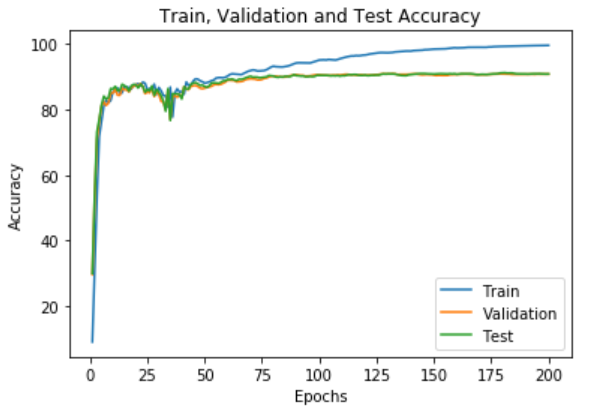 Train, Validation and Test Accuracy
100
80
60
40
20
Accuracy
0 25 50 75 100 125 150 175 200
Epochs
Train
Validation
Test